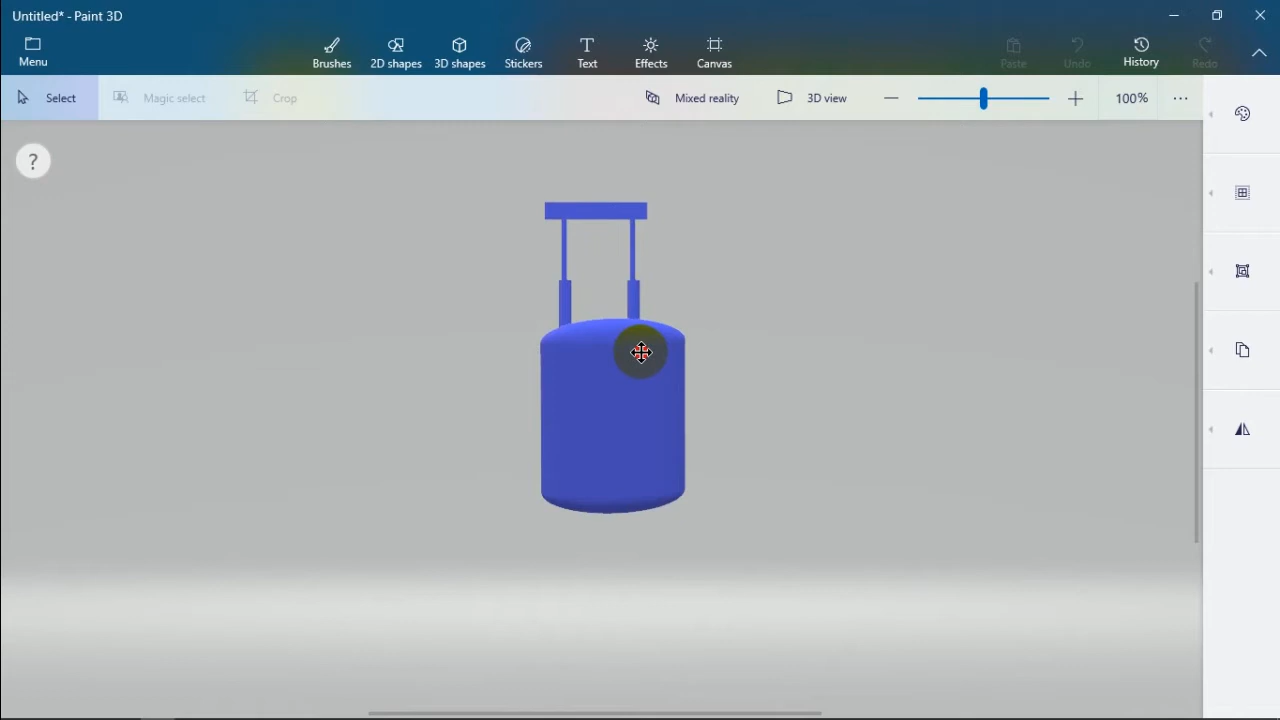 Untitled* - Paint 3D
Menu
Brushes
2D shapes
3D shapes
Stickers
Text
Effects
Canvas
Paste
Undo
History
Redo
Select
Magic select
Crop
Mixed reality
3D view
100%
?